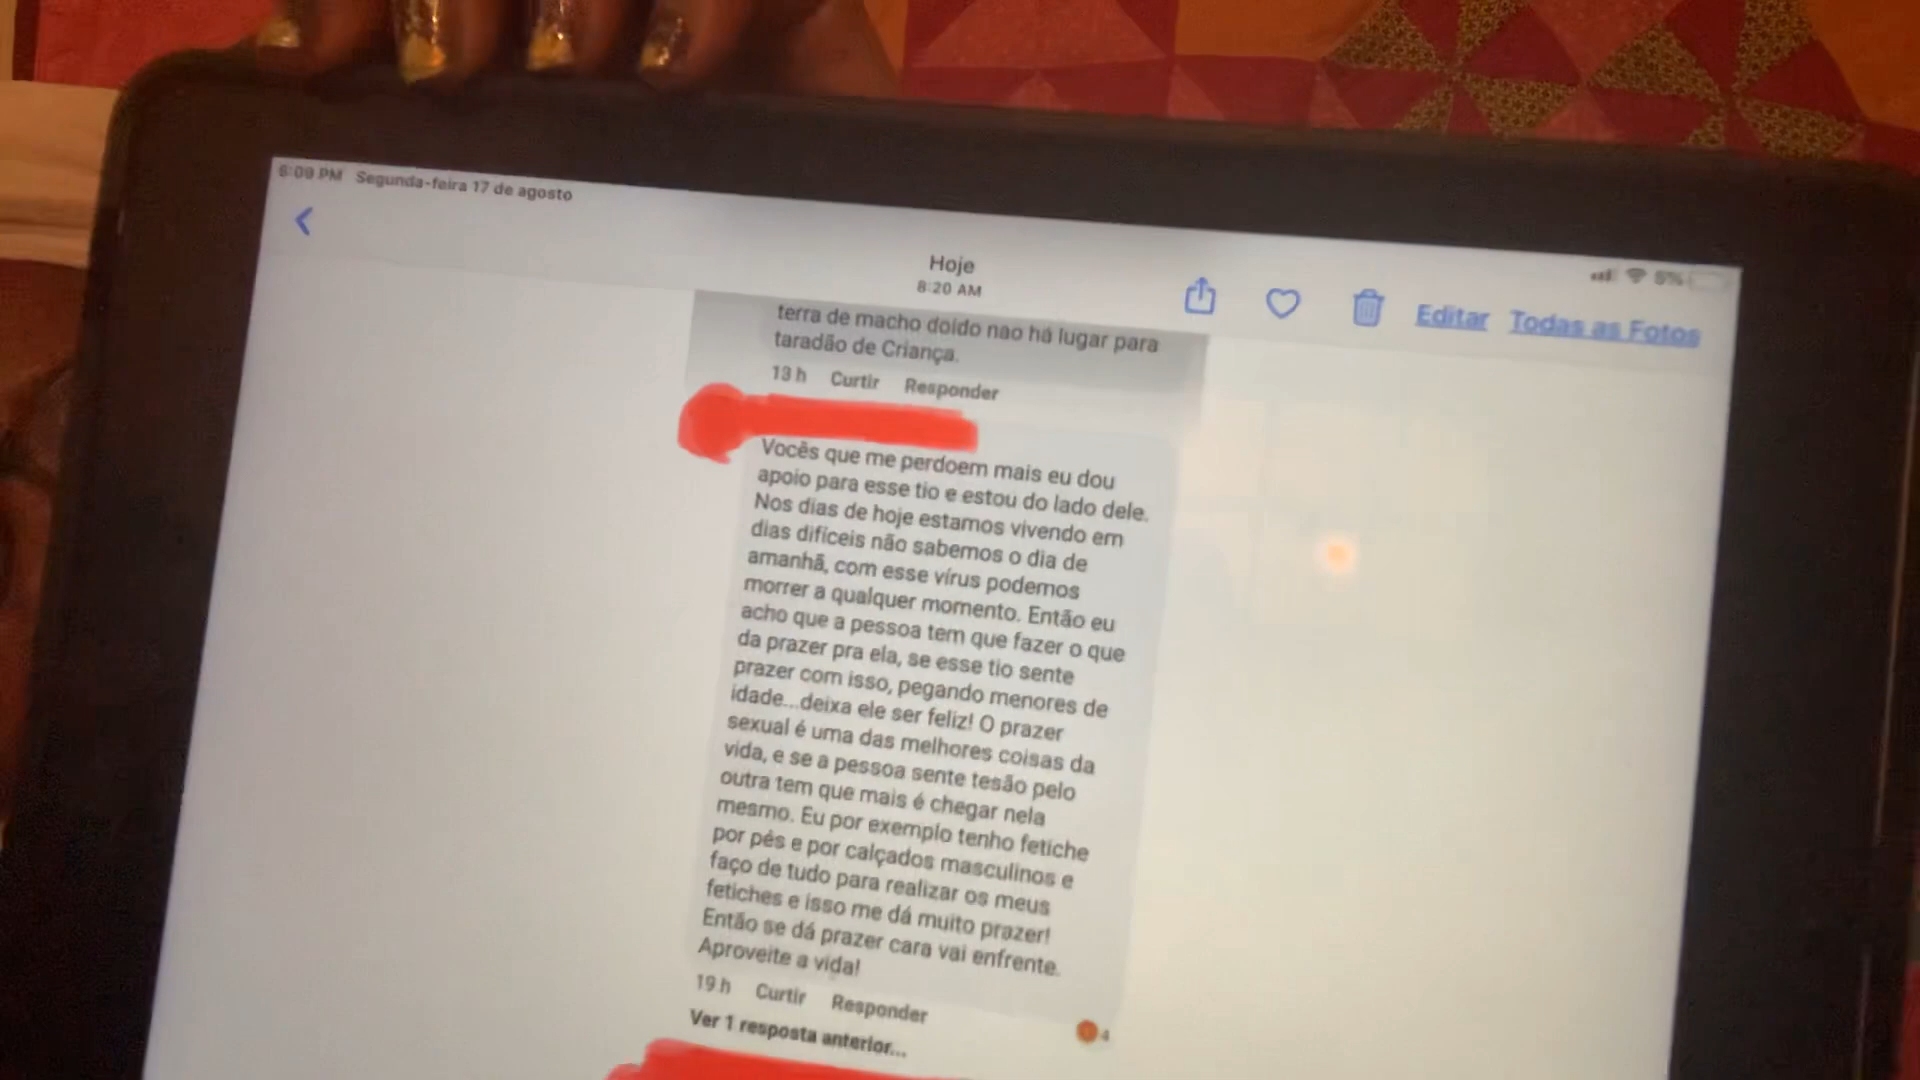 6:09 PM Segunda-feira 17 de agosto
5%
Hoje
8:20 AM
Editar Todas as Fotos
terra de macho doido nao há lugar para
taradão de Criança.
13 h Curtir Responder
Vocês que me perdoem mais eu dou
apoio para esse tio e estou do lado dele.
Nos dias de hoje estamos vivendo em
dias difíceis não sabemos o dia de
amanhã, com esse vírus podemos
morrer a qualquer momento. Então eu
acho que a pessoa tem que fazer o que
da prazer pra ela, se esse tio sente
prazer com isso, pegando menores de
idade...deixa ele ser feliz! O prazer
sexual é uma das melhores coisas da
vida, e se a pessoa sente tesão pelo
outra tem que mais é chegar nela
mesmo. Eu por exemplo tenho fetiche
por pés e por calçados masculinos e
faço de tudo para realizar os meus
fetiches e isso me dá muito prazer!
Então se dá prazer cara vai enfrente.
Aproveite a vida!
19 h Curtir Responder
4
Ver 1 resposta anterior...